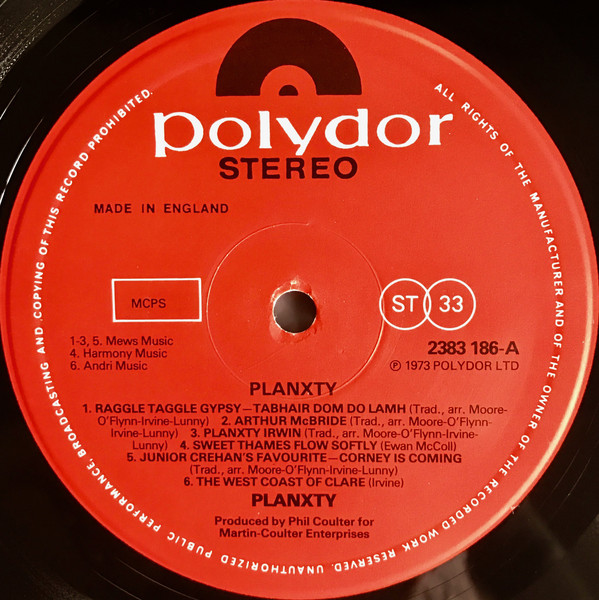 polydor
STEREO
MADE IN ENGLAND
MCPS
ST 33
1-3, 5. Mews Music
4. Harmony Music
6. Andri Music
2383 186-A
℗ 1973 POLYDOR LTD
PLANXTY
1. RAGGLE TAGGLE GYPSY—TABHAIR DOM DO LAMH (Trad., arr. Moore-
O'Flynn-Irvine-Lunny) 2. ARTHUR McBRIDE (Trad., arr. Moore-O'Flynn-
Irvine-Lunny) 3. PLANXTY IRWIN (Trad., arr. Moore-O'Flynn-Irvine-
Lunny) 4. SWEET THAMES FLOW SOFTLY (Ewan McColl)
5. JUNIOR CREHAN'S FAVOURITE—CORNEY IS COMING
(Trad., arr. Moore-O'Flynn-Irvine-Lunny)
6. THE WEST COAST OF CLARE (Irvine)
PLANXTY
Produced by Phil Coulter for
Martin-Coulter Enterprises
ALL RIGHTS OF THE MANUFACTURER AND OF THE OWNER OF THE RECORDED WORK RESERVED. UNAUTHORIZED PUBLIC PERFORMANCE, BROADCASTING AND COPYING OF THIS RECORD PROHIBITED.